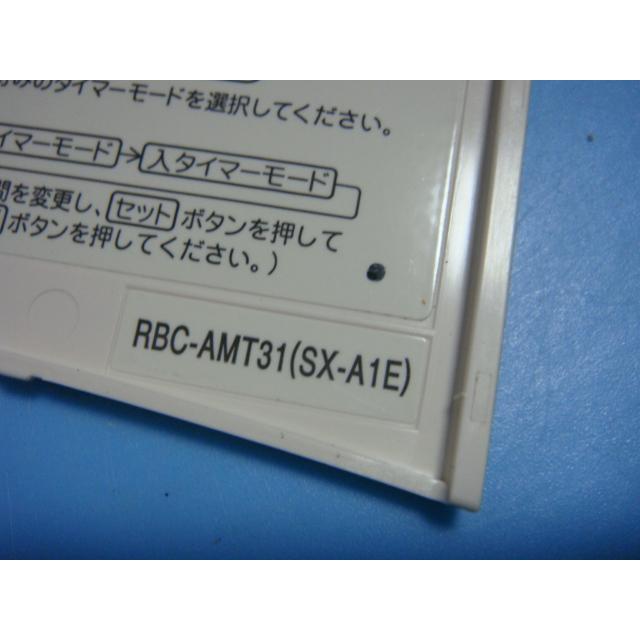 のタイマーモードを選択してください。
イマーモード→入タイマーモード
間を変更し、セットボタンを押して
ボタンを押してください。)
RBC-AMT31(SX-A1E)